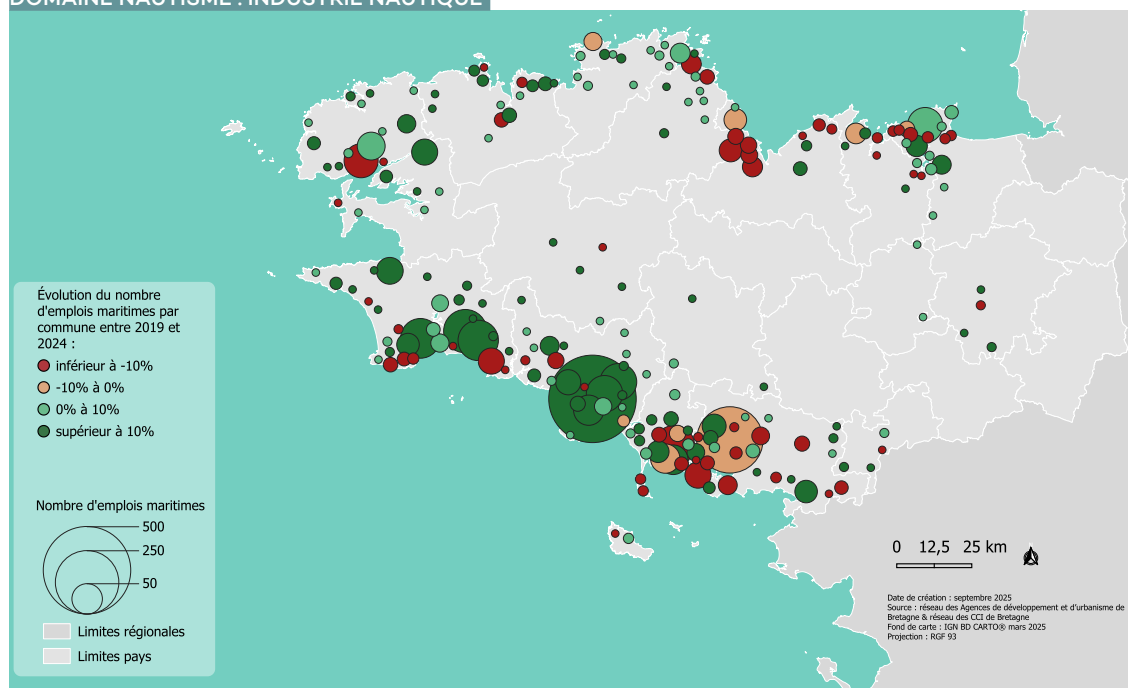 DOMAINE NAUTISME : INDUSTRIE NAUTIQUE
Évolution du nombre
d'emplois maritimes par
commune entre 2019 et
2024 :
inférieur à -10%
-10% à 0%
0% à 10%
supérieur à 10%
Nombre d'emplois maritimes
500
250
50
Limites régionales
Limites pays
0 12,5 25 km
Date de création : septembre 2025
Source : réseau des Agences de développement et d'urbanisme de
Bretagne & réseau des CCI de Bretagne
Fond de carte : IGN BD CARTO® mars 2025
Projection : RGF 93